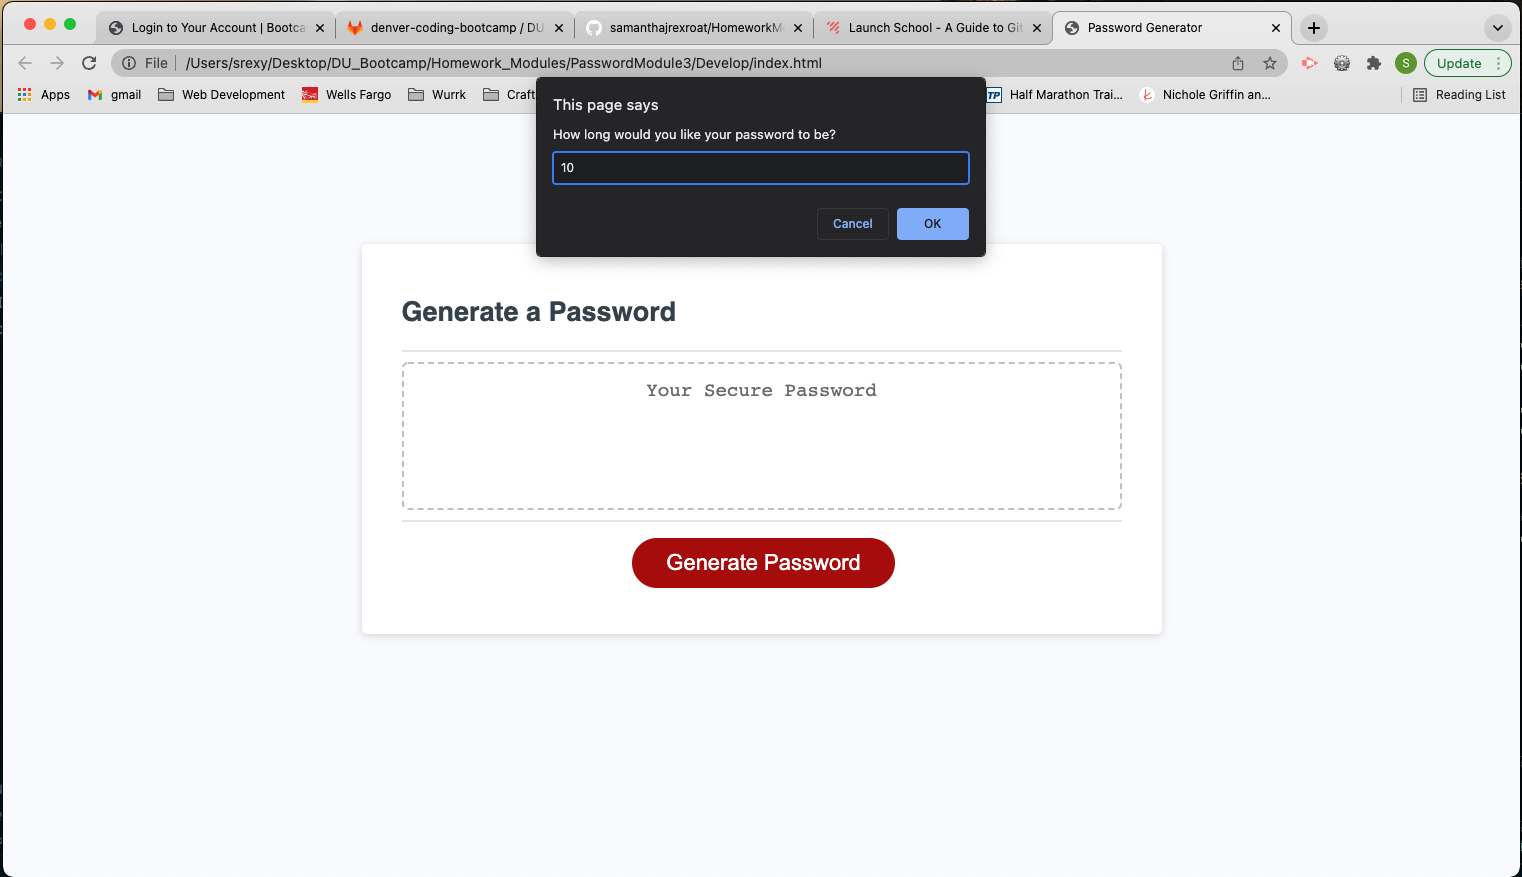 Login to Your Account | Bootca
denver-coding-bootcamp / DU
samanthajrexroat/HomeworkM
Launch School - A Guide to Git
Password Generator
File
/Users/srexy/Desktop/DU_Bootcamp/Homework_Modules/PasswordModule3/Develop/index.html
S
Update
Apps
gmail
Web Development
Wells Fargo
Wurrk
Craft
TP
Half Marathon Trai...
Nichole Griffin an...
Reading List
This page says
How long would you like your password to be?
10
Cancel
OK
Generate a Password
Your Secure Password
Generate Password